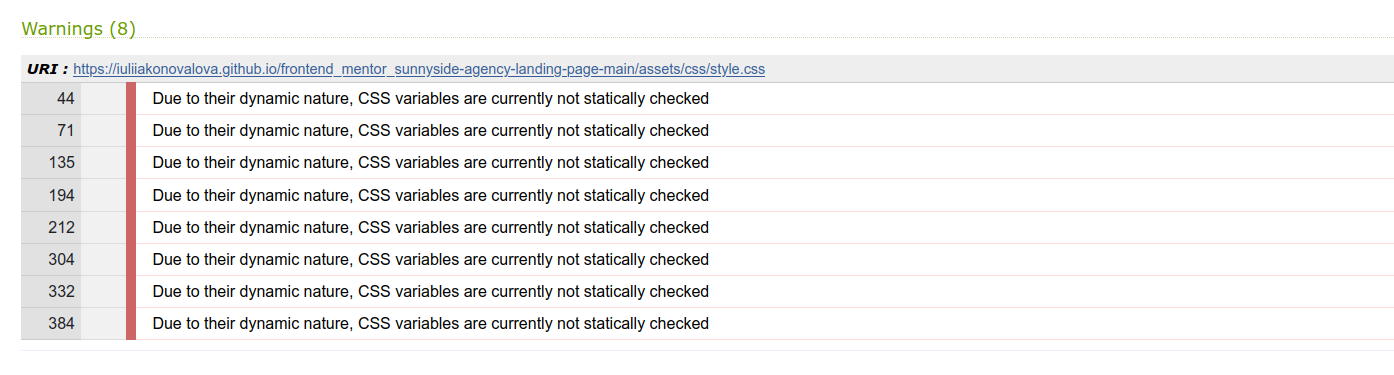 Warnings (8)
URI : https://iuliiakonovalova.github.io/frontend_mentor_sunnyside-agency-landing-page-main/assets/css/style.css
44 Due to their dynamic nature, CSS variables are currently not statically checked
71 Due to their dynamic nature, CSS variables are currently not statically checked
135 Due to their dynamic nature, CSS variables are currently not statically checked
194 Due to their dynamic nature, CSS variables are currently not statically checked
212 Due to their dynamic nature, CSS variables are currently not statically checked
304 Due to their dynamic nature, CSS variables are currently not statically checked
332 Due to their dynamic nature, CSS variables are currently not statically checked
384 Due to their dynamic nature, CSS variables are currently not statically checked